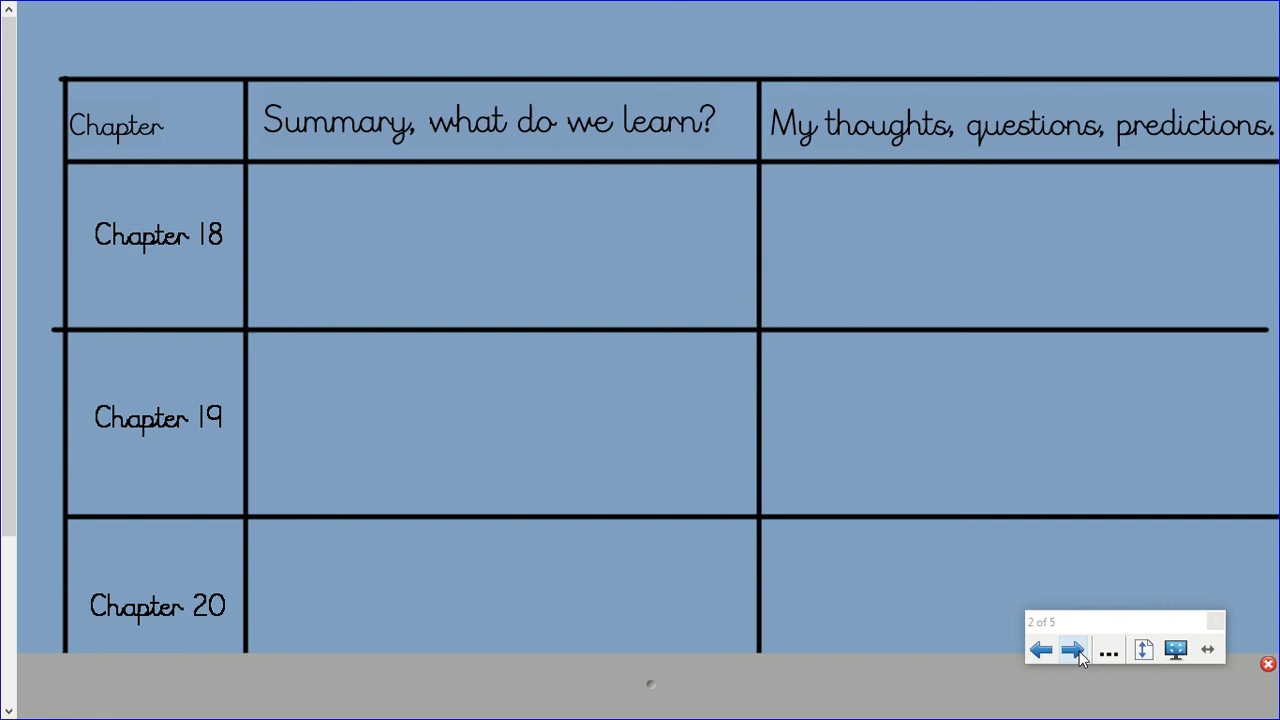 Chapter
Summary, what do we learn?
My thoughts, questions, predictions.
Chapter 18
Chapter 19
Chapter 20
2 of 5